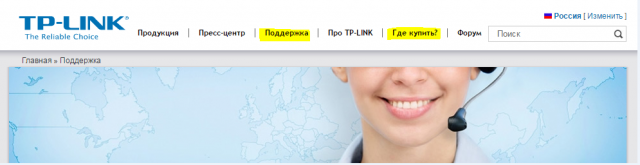 TP-LINK®
The Reliable Choice
Россия [ Изменить ]
Продукция | Пресс-центр | Поддержка | Про TP-LINK | Где купить? | Форум
Поиск
Главная » Поддержка